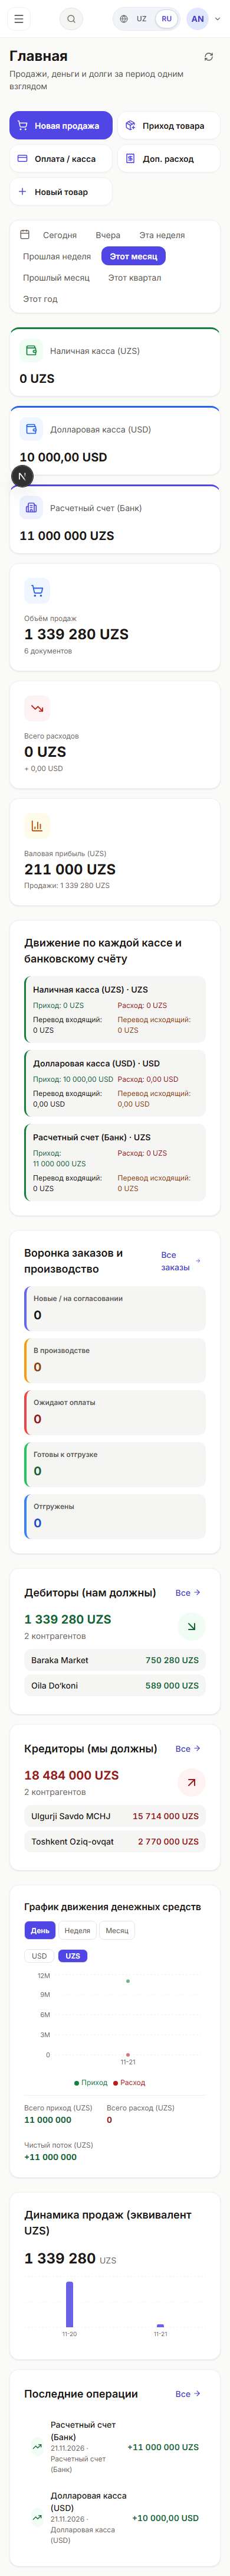 UZ RU AN
Главная
Продажи, деньги и долги за период одним
взглядом
Новая продажа
Приход товара
Оплата / касса
Доп. расход
Новый товар
Сегодня Вчера Эта неделя
Прошлая неделя Этот месяц
Прошлый месяц Этот квартал
Этот год
Наличная касса (UZS)
0 UZS
Долларовая касса (USD)
10 000,00 USD
N
Расчетный счет (Банк)
11 000 000 UZS
Объём продаж
1 339 280 UZS
6 документов
Всего расходов
0 UZS
+ 0,00 USD
Валовая прибыль (UZS)
211 000 UZS
Продажи: 1 339 280 UZS
Движение по каждой кассе и
банковскому счёту
Наличная касса (UZS) · UZS
Приход: 0 UZS Расход: 0 UZS
Перевод входящий: Перевод исходящий:
0 UZS 0 UZS
Долларовая касса (USD) · USD
Приход: 10 000,00 USD Расход: 0,00 USD
Перевод входящий: Перевод исходящий:
0,00 USD 0,00 USD
Расчетный счет (Банк) · UZS
Приход: Расход: 0 UZS
11 000 000 UZS
Перевод входящий: Перевод исходящий:
0 UZS 0 UZS
Воронка заказов и
производство
Все
заказы
Новые / на согласовании
0
В производстве
0
Ожидают оплаты
0
Готовы к отгрузке
0
Отгружены
0
Дебиторы (нам должны) Все
1 339 280 UZS
2 контрагентов
Baraka Market 750 280 UZS
Oila Do'koni 589 000 UZS
Кредиторы (мы должны) Все
18 484 000 UZS
2 контрагентов
Ulgurji Savdo MCHJ 15 714 000 UZS
Toshkent Oziq-ovqat 2 770 000 UZS
График движения денежных средств
День Неделя Месяц
USD UZS
12M
9M
6M
3M
0
11-21
Приход Расход
Всего приход (UZS) Всего расход (UZS)
11 000 000 0
Чистый поток (UZS)
+11 000 000
Динамика продаж (эквивалент
UZS)
1 339 280 UZS
11-20 11-21
Последние операции Все
Расчетный счет
(Банк)
21.11.2026 ·
Расчетный счет
(Банк)
+11 000 000 UZS
Долларовая касса
(USD)
21.11.2026 ·
Долларовая касса
(USD)
+10 000,00 USD